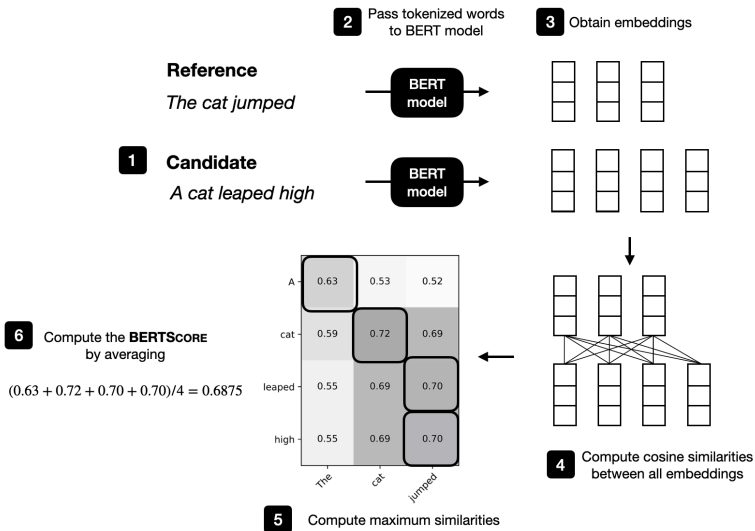 2 Pass tokenized words
to BERT model
3 Obtain embeddings
Reference
The cat jumped
BERT
model
1 Candidate
A cat leaped high
BERT
model
A 0.63 0.53 0.52
cat 0.59 0.72 0.69
leaped 0.55 0.69 0.70
high 0.55 0.69 0.70
The cat jumped
6 Compute the BERTSCORE
by averaging
(0.63 + 0.72 + 0.70 + 0.70)/4 = 0.6875
4 Compute cosine similarities
between all embeddings
5 Compute maximum similarities